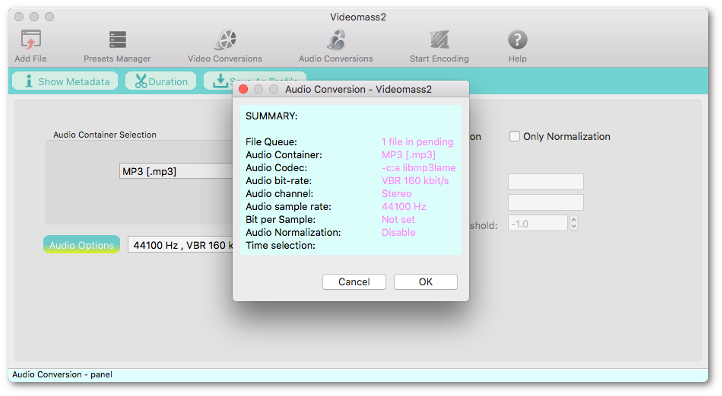 Videomass2
Add File
Presets Manager
Video Conversions
Audio Conversions
Start Encoding
Help
Show Metadata
Duration
Save As Profile
Audio Conversion - Videomass2
SUMMARY:
File Queue: 1 file in pending
Audio Container: MP3 [.mp3]
Audio Codec: -c:a libmp3lame
Audio bit-rate: VBR 160 kbit/s
Audio channel: Stereo
Audio sample rate: 44100 Hz
Bit per Sample: Not set
Audio Normalization: Disable
Time selection:
Cancel
OK
Audio Container Selection
MP3 [.mp3]
Audio Options
44100 Hz , VBR 160 k
on
Only Normalization
shold: -1.0
Audio Conversion - panel